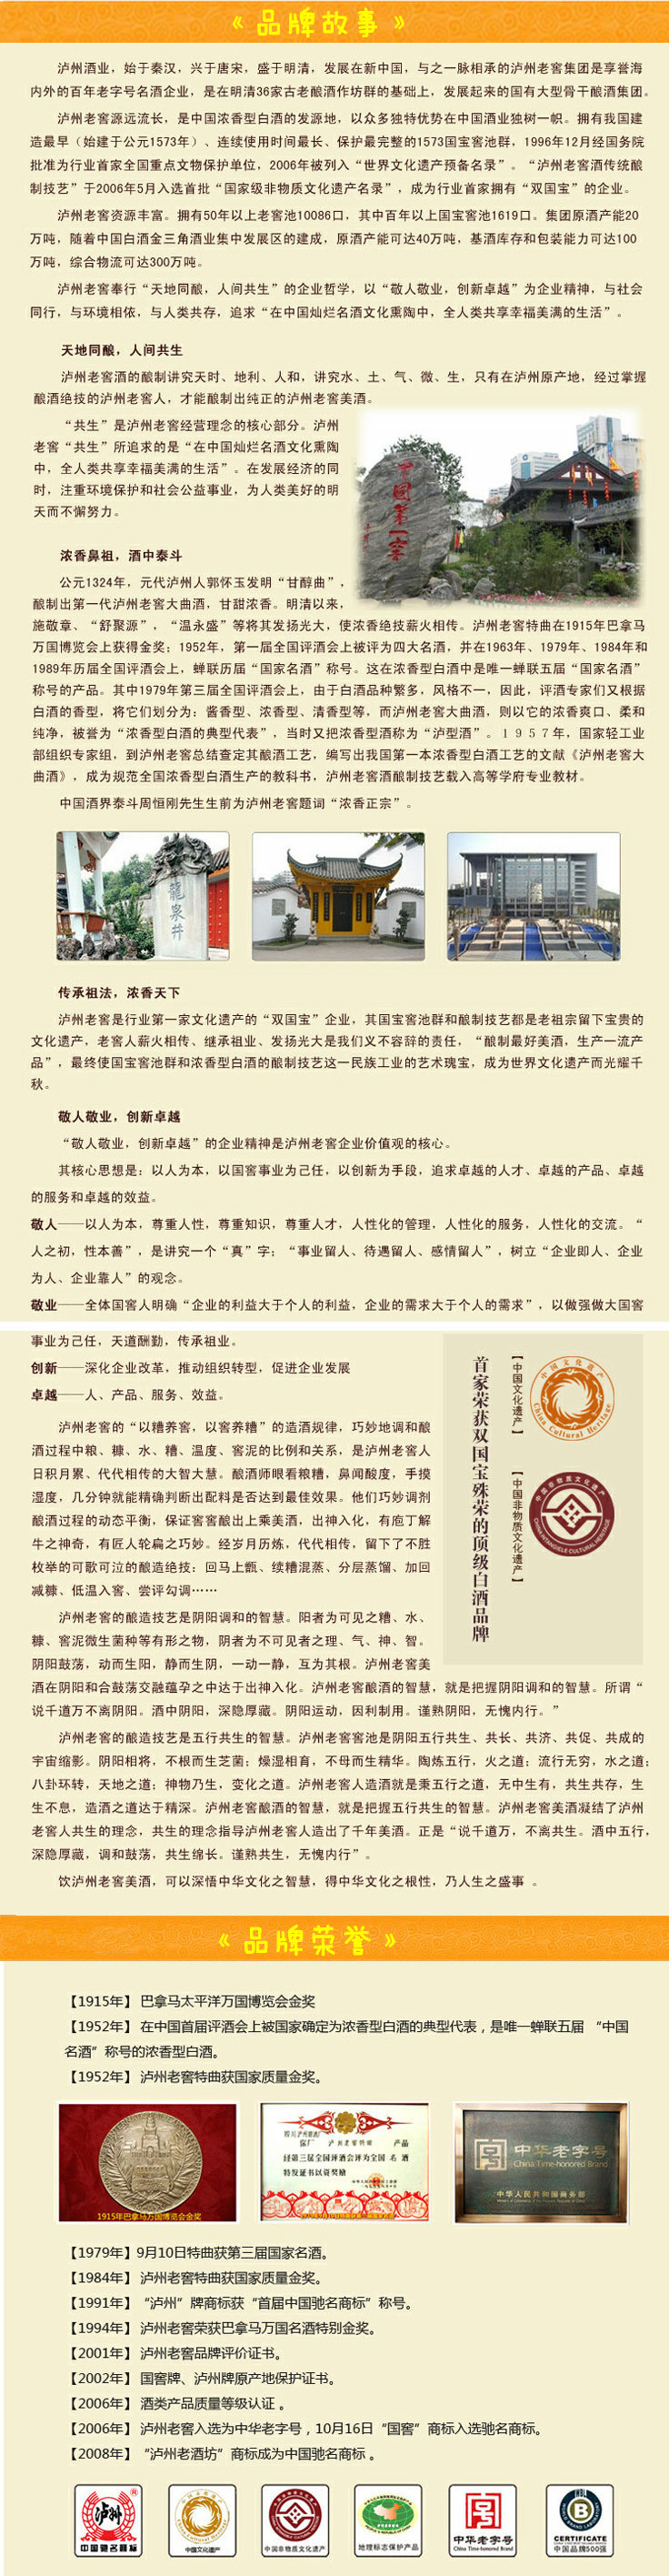 《品牌故事》
泸州酒业，始于秦汉，兴于唐宋，盛于明清，发展在新中国，与之一脉相承的泸州老窖集团是享誉海
内外的百年老字号名酒企业，是在明清36家古老酿酒作坊群的基础上，发展起来的国有大型骨干酿酒集团。
泸州老窖源远流长，是中国浓香型白酒的发源地，以众多独特优势在中国酒业独树一帜。拥有我国建
造最早（始建于公元1573年）、连续使用时间最长、保护最完整的1573国宝窖池群，1996年12月经国务院
批准为行业首家全国重点文物保护单位，2006年被列入“世界文化遗产预备名录”。“泸州老窖酒传统酿
制技艺”于2006年5月入选首批“国家级非物质文化遗产名录”，成为行业首家拥有“双国宝”的企业。
泸州老窖资源丰富。拥有50年以上老窖池10086口，其中百年以上国宝窖池1619口。集团原酒产能20
万吨，随着中国白酒金三角酒业集中发展区的建成，原酒产能可达40万吨，基酒库存和包装能力可达100
万吨，综合物流可达300万吨。
泸州老窖奉行“天地同酿，人间共生”的企业哲学，以“敬人敬业，创新卓越”为企业精神，与社会
同行，与环境相依，与人类共存，追求“在中国灿烂名酒文化熏陶中，全人类共享幸福美满的生活”。
天地同酿，人间共生
泸州老窖酒的酿制讲究天时、地利、人和，讲究水、土、气、微、生，只有在泸州原产地，经过掌握
酿酒绝技的泸州老窖人，才能酿制出纯正的泸州老窖美酒。
“共生”是泸州老窖经营理念的核心部分。泸州
老窖“共生”所追求的是“在中国灿烂名酒文化熏陶
中，全人类共享幸福美满的生活”。在发展经济的同
时，注重环境保护和社会公益事业，为人类美好的明
天而不懈努力。
中国第一窖
浓香鼻祖，酒中泰斗
公元1324年，元代泸州人郭怀玉发明“甘醇曲”，
酿制出第一代泸州老窖大曲酒，甘甜浓香。明清以来，
施敬章、“舒聚源”，“温永盛”等将其发扬光大，使浓香绝技薪火相传。泸州老窖特曲在1915年巴拿马
万国博览会上获得金奖；1952年，第一届全国评酒会上被评为四大名酒，并在1963年、1979年、1984年和
1989年历届全国评酒会上，蝉联历届“国家名酒”称号。这在浓香型白酒中是唯一蝉联五届“国家名酒”
称号的产品。其中1979年第三届全国评酒会上，由于白酒品种繁多，风格不一，因此，评酒专家们又根据
白酒的香型，将它们划分为：酱香型、浓香型、清香型等，而泸州老窖大曲酒，则以它的浓香爽口、柔和
纯净，被誉为“浓香型白酒的典型代表”，当时又把浓香型酒称为“泸型酒”。１９５７年，国家轻工业
部组织专家组，到泸州老窖总结查定其酿酒工艺，编写出我国第一本浓香型白酒工艺的文献《泸州老窖大
曲酒》，成为规范全国浓香型白酒生产的教科书，泸州老窖酒酿制技艺载入高等学府专业教材。
中国酒界泰斗周恒刚先生生前为泸州老窖题词“浓香正宗”。
龍泉井
传承祖法，浓香天下
泸州老窖是行业第一家文化遗产的“双国宝”企业，其国宝窖池群和酿制技艺都是老祖宗留下宝贵的
文化遗产，老窖人薪火相传、继承祖业、发扬光大是我们义不容辞的责任，“酿制最好美酒，生产一流产
品”，最终使国宝窖池群和浓香型白酒的酿制技艺这一民族工业的艺术瑰宝，成为世界文化遗产而光耀千
秋。
敬人敬业，创新卓越
“敬人敬业，创新卓越”的企业精神是泸州老窖企业价值观的核心。
其核心思想是：以人为本，以国窖事业为己任，以创新为手段，追求卓越的人才、卓越的产品、卓越
的服务和卓越的效益。
敬人——以人为本，尊重人性，尊重知识，尊重人才，人性化的管理，人性化的服务，人性化的交流。“
人之初，性本善”，是讲究一个“真”字；“事业留人、待遇留人、感情留人”，树立“企业即人、企业
为人、企业靠人”的观念。
敬业——全体国窖人明确“企业的利益大于个人的利益，企业的需求大于个人的需求”，以做强做大国窖
事业为己任，天道酬勤，传承祖业。
创新——深化企业改革，推动组织转型，促进企业发展
卓越——人、产品、服务、效益。
首家荣获双国宝殊荣的顶级白酒品牌
【中国文化遗产】
中国文化遗产
China Cultural Heritage
【中国非物质文化遗产】
中国非物质文化遗产
CHINA INTANGIBLE CULTURAL HERITAGE
泸州老窖的“以糟养窖，以窖养糟”的造酒规律，巧妙地调和酿
酒过程中粮、糠、水、糟、温度、窖泥的比例和关系，是泸州老窖人
日积月累、代代相传的大智大慧。酿酒师眼看粮糟，鼻闻酸度，手摸
湿度，几分钟就能精确判断出配料是否达到最佳效果。他们巧妙调剂
酿酒过程的动态平衡，保证窖窖酿出上乘美酒，出神入化，有庖丁解
牛之神奇，有匠人轮扁之巧妙。经岁月历炼，代代相传，留下了不胜
枚举的可歌可泣的酿造绝技：回马上甑、续糟混蒸、分层蒸馏、加回
减糠、低温入窖、尝评勾调……
泸州老窖的酿造技艺是阴阳调和的智慧。阳者为可见之糟、水、
糠、窖泥微生菌种等有形之物，阴者为不可见者之理、气、神、智。
阴阳鼓荡，动而生阳，静而生阴，一动一静，互为其根。泸州老窖美
酒在阴阳和合鼓荡交融蕴孕之中达于出神入化。泸州老窖酿酒的智慧，就是把握阴阳调和的智慧。所谓“
说千道万不离阴阳。酒中阴阳，深隐厚藏。阴阳运动，因利制用。谨熟阴阳，无愧内行。”
泸州老窖的酿造技艺是五行共生的智慧。泸州老窖窖池是阴阳五行共生、共长、共济、共促、共成的
宇宙缩影。阴阳相将，不根而生芝菌；燥湿相育，不母而生精华。陶炼五行，火之道；流行无穷，水之道；
八卦环转，天地之道；神物乃生，变化之道。泸州老窖人造酒就是秉五行之道，无中生有，共生共存，生
生不息，造酒之道达于精深。泸州老窖酿酒的智慧，就是把握五行共生的智慧。泸州老窖美酒凝结了泸州
老窖人共生的理念，共生的理念指导泸州老窖人造出了千年美酒。正是“说千道万，不离共生。酒中五行，
深隐厚藏，调和鼓荡，共生绵长。谨熟共生，无愧内行”。
饮泸州老窖美酒，可以深悟中华文化之智慧，得中华文化之根性，乃人生之盛事 。
《品牌荣誉》
【1915年】 巴拿马太平洋万国博览会金奖
【1952年】 在中国首届评酒会上被国家确定为浓香型白酒的典型代表，是唯一蝉联五届 “中国
名酒”称号的浓香型白酒。
【1952年】 泸州老窖特曲获国家质量金奖。
1915年巴拿马万国博览会金奖
产品
经第三届全国评酒会评为全国名酒
特发证书以资奖励
中华老字号
China Time-honored Brand
中华人民共和国商务部
【1979年】9月10日特曲获第三届国家名酒。
【1984年】 泸州老窖特曲获国家质量金奖。
【1991年】 “泸州”牌商标获“首届中国驰名商标”称号。
【1994年】 泸州老窖荣获巴拿马万国名酒特别金奖。
【2001年】 泸州老窖品牌评价证书。
【2002年】 国窖牌、泸州牌原产地保护证书。
【2006年】 酒类产品质量等级认证 。
【2006年】 泸州老窖入选为中华老字号，10月16日“国窖”商标入选驰名商标。
【2008年】 “泸州老酒坊”商标成为中国驰名商标 。
泸州
中国驰名商标
中国文化遗产
中国非物质文化遗产
地理标志保护产品
中华老字号
China Time-honored Brand
CERTIFICATE
中国品牌500强